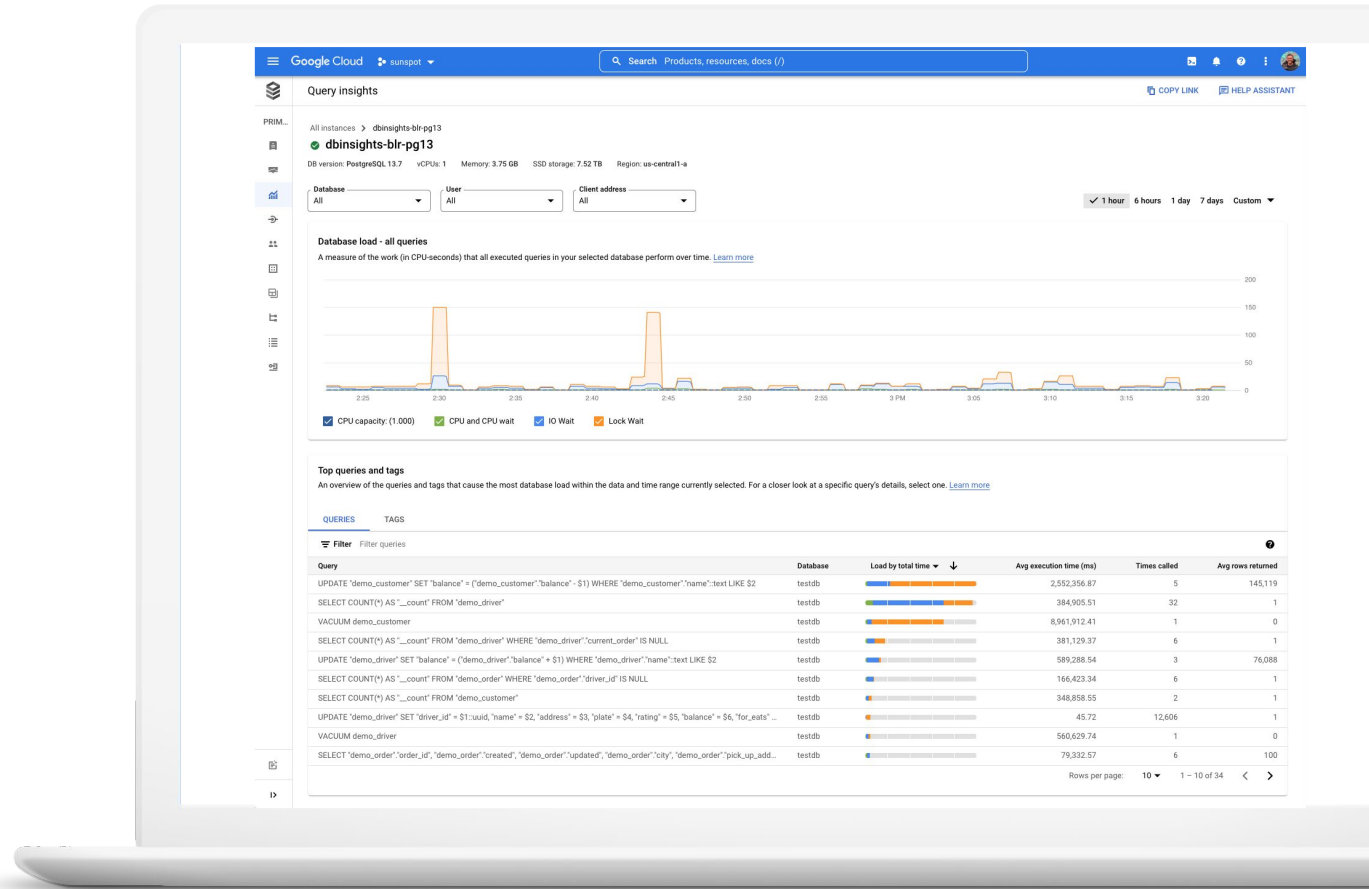 Google Cloud sunspot Search Products, resources, docs (/)
Query insights COPY LINK HELP ASSISTANT
PRIM...
All instances > dbinsights-blr-pg13
dbinsights-blr-pg13
DB version: PostgreSQL 13.7 vCPUs: 1 Memory: 3.75 GB SSD storage: 7.52 TB Region: us-central1-a
Database User Client address
All All All 1 hour 6 hours 1 day 7 days Custom
Database load - all queries
A measure of the work (in CPU-seconds) that all executed queries in your selected database perform over time. Learn more
200
150
100
50
0
2:25 2:30 2:35 2:40 2:45 2:50 2:55 3 PM 3:05 3:10 3:15 3:20
CPU capacity: (1.000) CPU and CPU wait IO Wait Lock Wait
Top queries and tags
An overview of the queries and tags that cause the most database load within the data and time range currently selected. For a closer look at a specific query's details, select one. Learn more
QUERIES TAGS
Filter Filter queries
Query Database Load by total time Avg execution time (ms) Times called Avg rows returned
UPDATE "demo_customer" SET "balance" = ("demo_customer"."balance" - $1) WHERE "demo_customer"."name"::text LIKE $2 testdb 2,552,356.87 5 145,119
SELECT COUNT(*) AS "__count" FROM "demo_driver" testdb 384,905.51 32 1
VACUUM demo_customer testdb 8,961,912.41 1 0
SELECT COUNT(*) AS "__count" FROM "demo_driver" WHERE "demo_driver"."current_order" IS NULL testdb 381,129.37 6 1
UPDATE "demo_driver" SET "balance" = ("demo_driver"."balance" + $1) WHERE "demo_driver"."name"::text LIKE $2 testdb 589,288.54 3 76,088
SELECT COUNT(*) AS "__count" FROM "demo_order" WHERE "demo_order"."driver_id" IS NULL testdb 166,423.34 6 1
SELECT COUNT(*) AS "__count" FROM "demo_customer" testdb 348,858.55 2 1
UPDATE "demo_driver" SET "driver_id" = $1::uuid, "name" = $2, "address" = $3, "plate" = $4, "rating" = $5, "balance" = $6, "for_eats" ... testdb 45.72 12,606 1
VACUUM demo_driver testdb 560,629.74 1 0
SELECT "demo_order"."order_id", "demo_order"."created", "demo_order"."updated", "demo_order"."city", "demo_order"."pick_up_add... testdb 79,332.57 6 100
Rows per page: 10 1 – 10 of 34